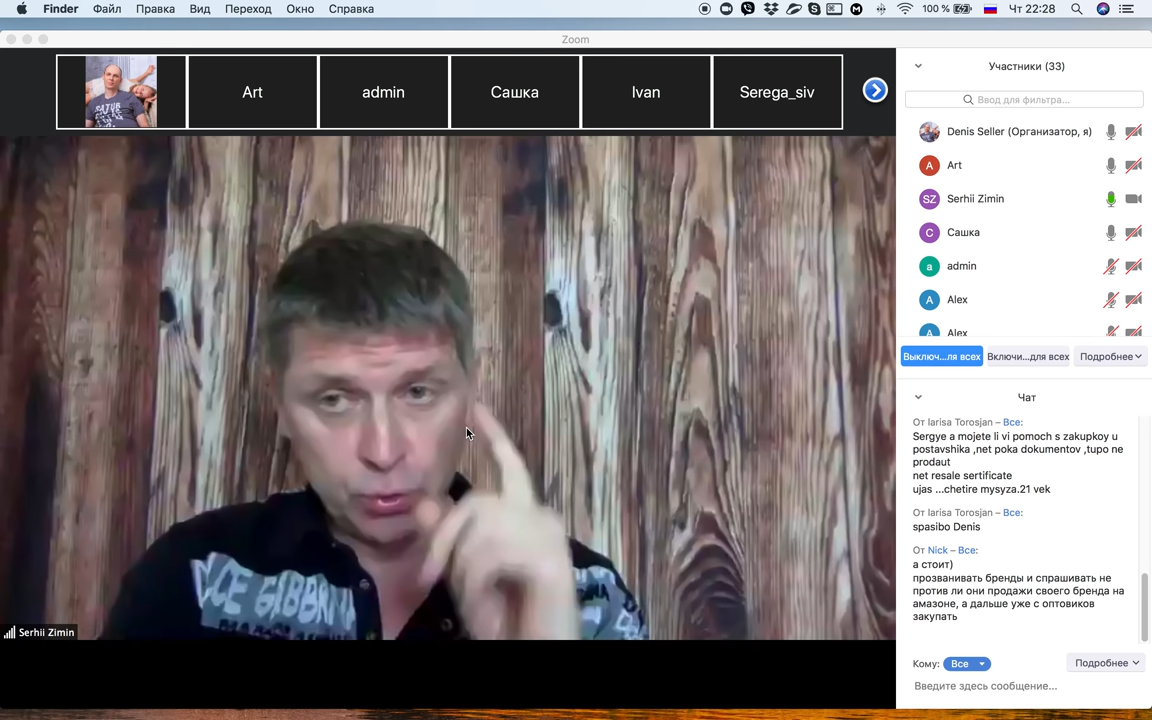 Finder Файл Правка Вид Переход Окно Справка 100 % Чт 22:28
Zoom
SATUR
Art
admin
Сашка
Ivan
Serega_siv
Serhii Zimin
Участники (33)
Ввод для фильтра...
Denis Seller (Организатор, я)
A Art
SZ Serhii Zimin
С Сашка
a admin
A Alex
A Alex
Выключ...ля всех Включи...для всех Подробнее
Чат
От larisa Torosjan – Все:
Sergye a mojete li vi pomoch s zakupkoy u
postavshika ,net poka dokumentov ,tupo ne
prodaut
net resale sertificate
ujas ...chetire mysyza.21 vek
От larisa Torosjan – Все:
spasibo Denis
От Nick – Все:
а стоит)
прозванивать бренды и спрашивать не
против ли они продажи своего бренда на
амазоне, а дальше уже с оптовиков
закупать
Кому: Все Подробнее
Введите здесь сообщение...